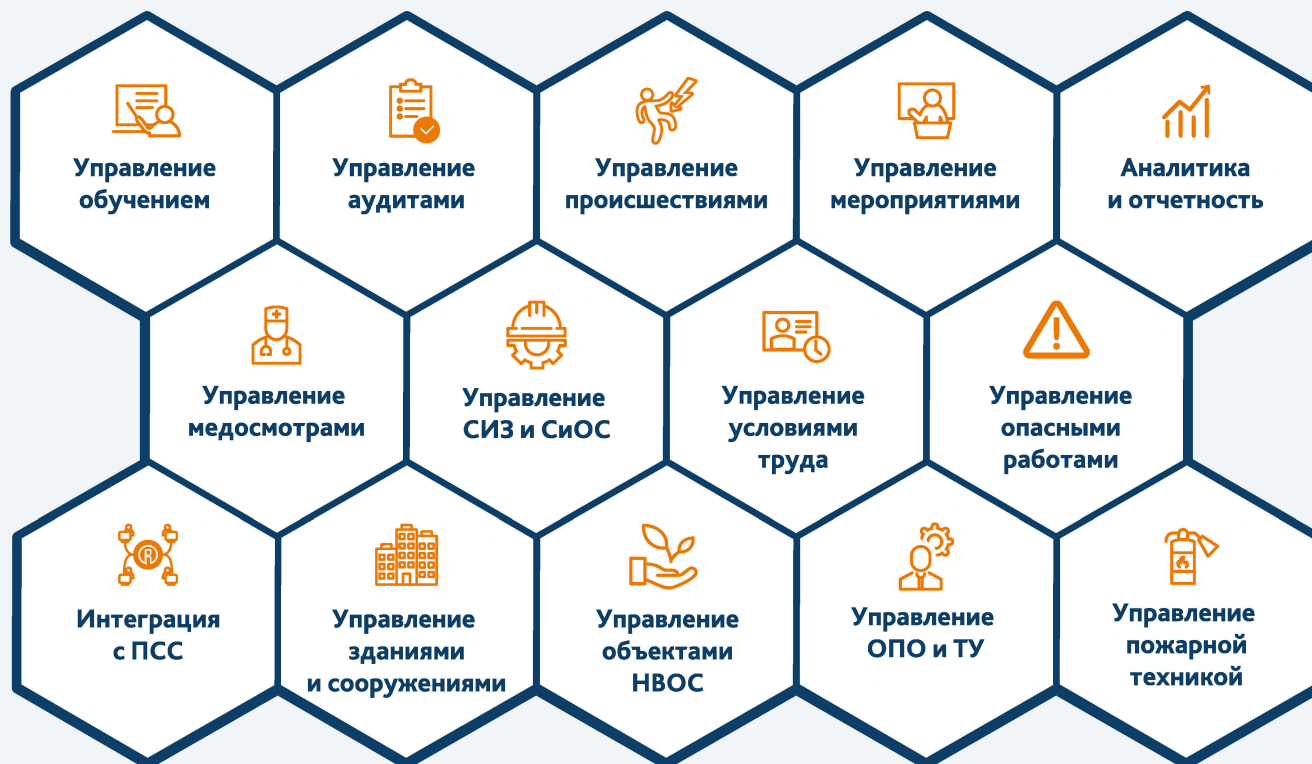 Управление
обучением
Управление
аудитами
Управление
происшествиями
Управление
мероприятиями
Аналитика
и отчетность
Управление
медосмотрами
Управление
СИЗ и СиОС
Управление
условиями
труда
Управление
опасными
работами
Интеграция
с ПСС
Управление
зданиями
и сооружениями
Управление
объектами
НВОС
Управление
ОПО и ТУ
Управление
пожарной
техникой